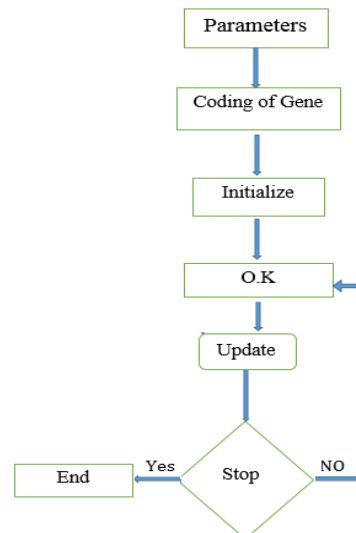 Parameters
Coding of Gene
Initialize
O.K
Update
Stop
Yes
NO
End